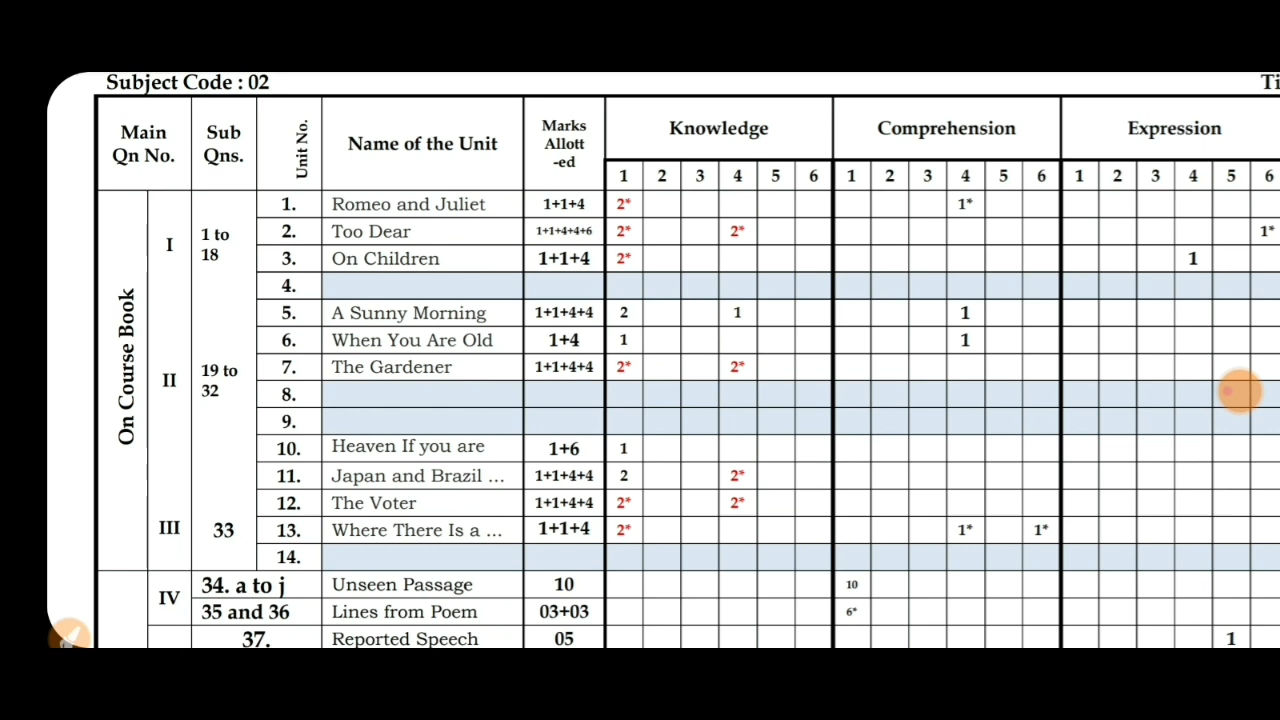 Subject Code : 02 Ti
Main Qn No. Sub Qns. Unit No. Name of the Unit Marks Allott -ed Knowledge Comprehension Expression
1 2 3 4 5 6 1 2 3 4 5 6 1 2 3 4 5 6
On Course Book
I 1 to 18
1. Romeo and Juliet 1+1+4 2* 1*
2. Too Dear 1+1+4+4+6 2* 2* 1*
3. On Children 1+1+4 2* 1
4.
II 19 to 32
5. A Sunny Morning 1+1+4+4 2 1 1
6. When You Are Old 1+4 1 1
7. The Gardener 1+1+4+4 2* 2*
8.
9.
10. Heaven If you are 1+6 1
11. Japan and Brazil ... 1+1+4+4 2 2*
12. The Voter 1+1+4+4 2* 2*
III 33
13. Where There Is a ... 1+1+4 2* 1* 1*
14.
IV 34. a to j Unseen Passage 10 10
35 and 36 Lines from Poem 03+03 6*
37. Reported Speech 05 1